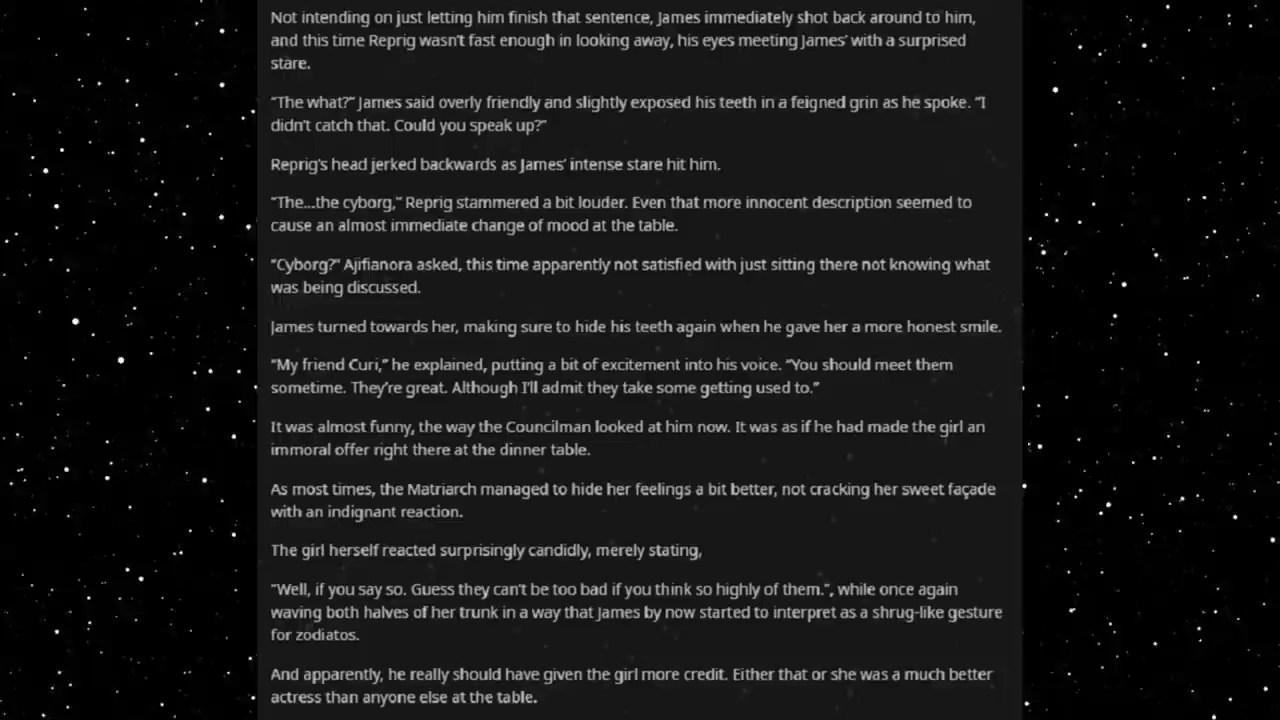 Not intending on just letting him finish that sentence, James immediately shot back around to him,
and this time Reprig wasn't fast enough in looking away, his eyes meeting James' with a surprised
stare.
"The what?" James said overly friendly and slightly exposed his teeth in a feigned grin as he spoke. "I
didn't catch that. Could you speak up?"
Reprig's head jerked backwards as James' intense stare hit him.
"The...the cyborg," Reprig stammered a bit louder. Even that more innocent description seemed to
cause an almost immediate change of mood at the table.
"Cyborg?" Ajifianora asked, this time apparently not satisfied with just sitting there not knowing what
was being discussed.
James turned towards her, making sure to hide his teeth again when he gave her a more honest smile.
"My friend Curi," he explained, putting a bit of excitement into his voice. "You should meet them
sometime. They're great. Although I'll admit they take some getting used to."
It was almost funny, the way the Councilman looked at him now. It was as if he had made the girl an
immoral offer right there at the dinner table.
As most times, the Matriarch managed to hide her feelings a bit better, not cracking her sweet façade
with an indignant reaction.
The girl herself reacted surprisingly candidly, merely stating,
"Well, if you say so. Guess they can't be too bad if you think so highly of them.", while once again
waving both halves of her trunk in a way that James by now started to interpret as a shrug-like gesture
for zodiatos.
And apparently, he really should have given the girl more credit. Either that or she was a much better
actress than anyone else at the table.